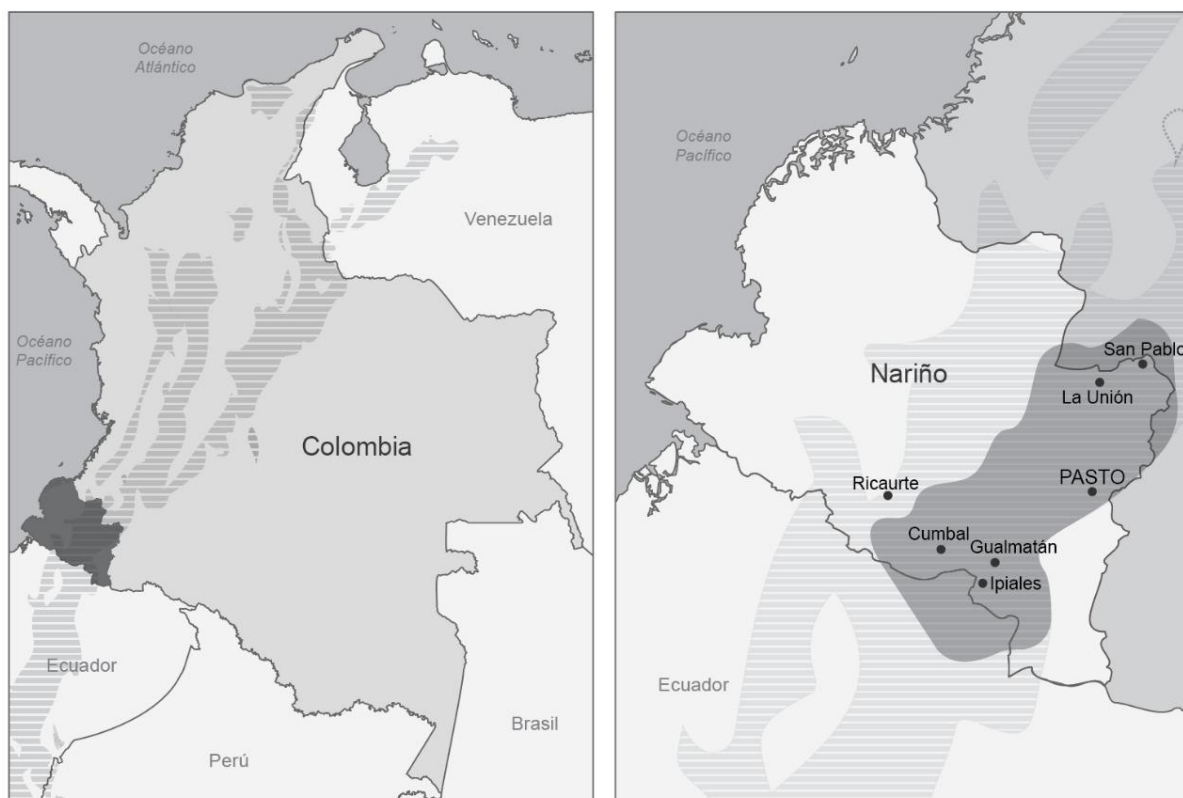 Océano
Atlántico
Venezuela
Océano
Pacífico
Colombia
Ecuador
Perú
Brasil
Océano
Pacífico
San Pablo
Nariño
La Unión
PASTO
Ricaurte
Cumbal
Gualmatán
Ipiales
Ecuador